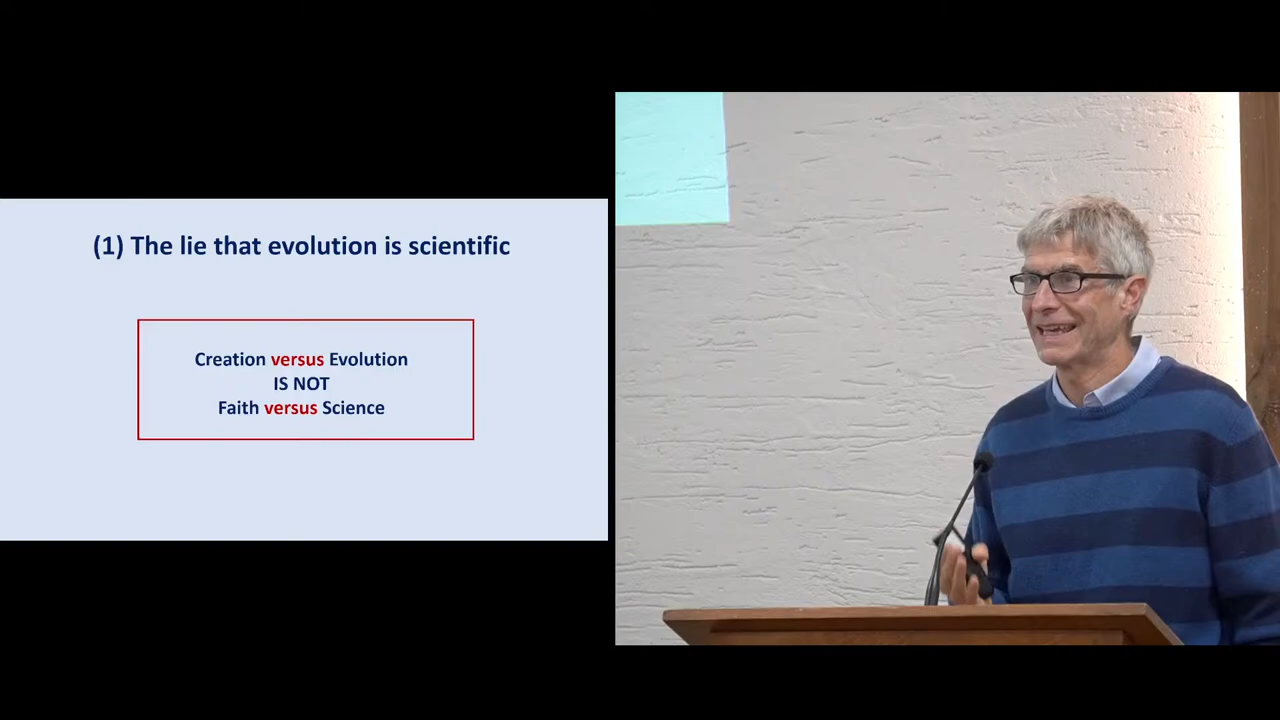 (1) The lie that evolution is scientific
Creation versus Evolution
IS NOT
Faith versus Science